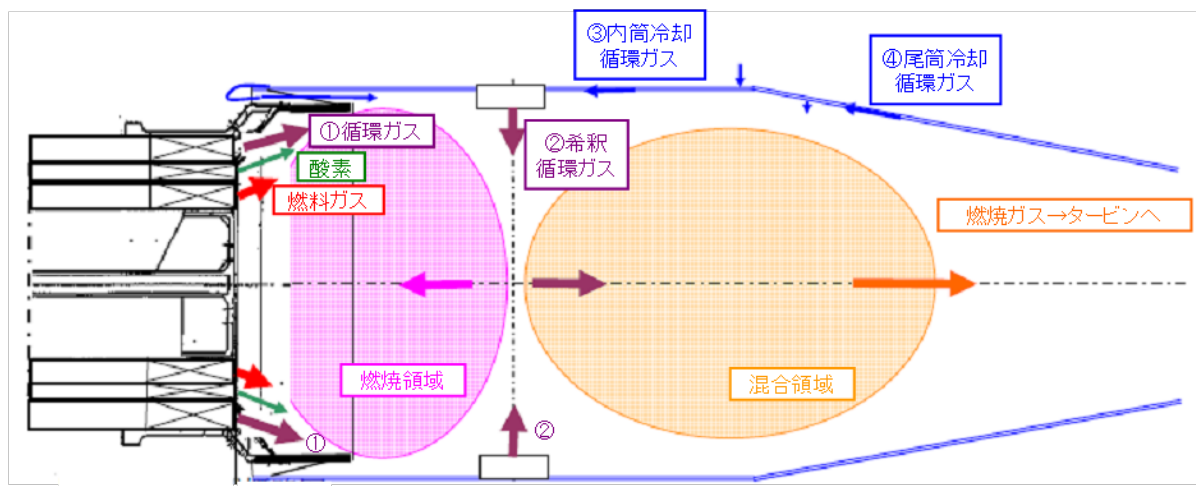 ③内筒冷却
循環ガス
④尾筒冷却
循環ガス
①循環ガス
②希釈
循環ガス
酸素
燃料ガス
燃焼ガス→タービンへ
燃焼領域
混合領域
①
②